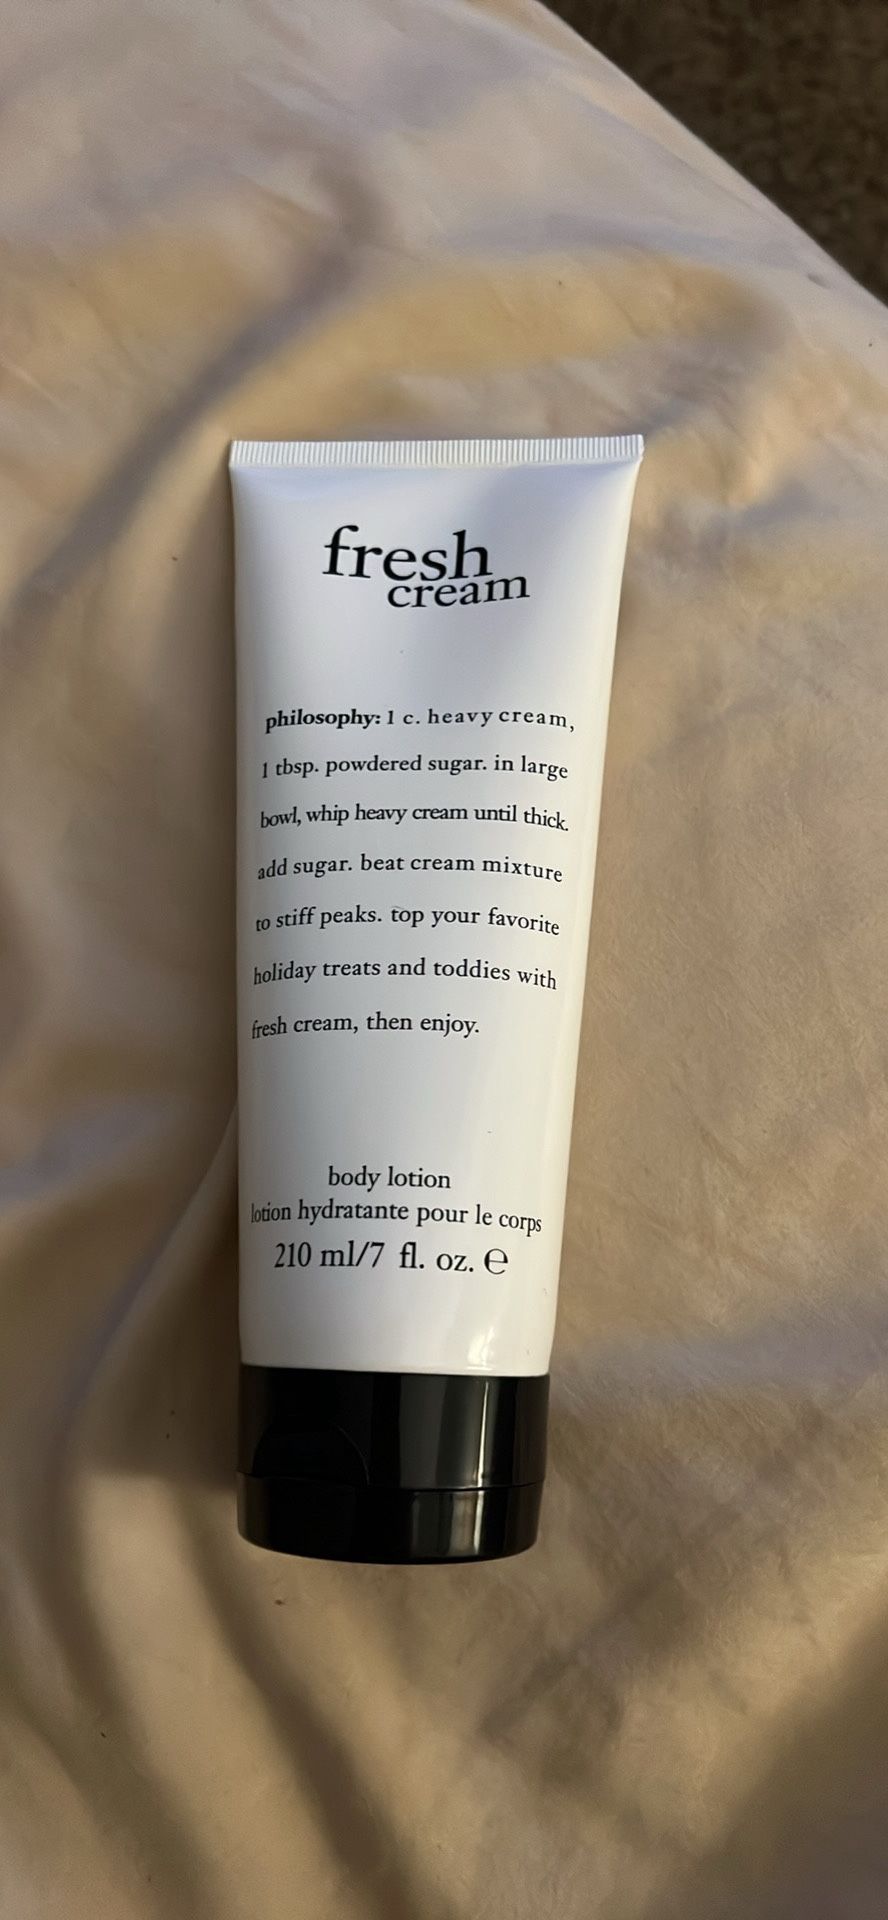 fresh
cream
philosophy: 1 c. heavy cream,
1 tbsp. powdered sugar. in large
bowl, whip heavy cream until thick.
add sugar. beat cream mixture
to stiff peaks. top your favorite
holiday treats and toddies with
fresh cream, then enjoy.
body lotion
lotion hydratante pour le corps
210 ml/7 fl. oz. ℮